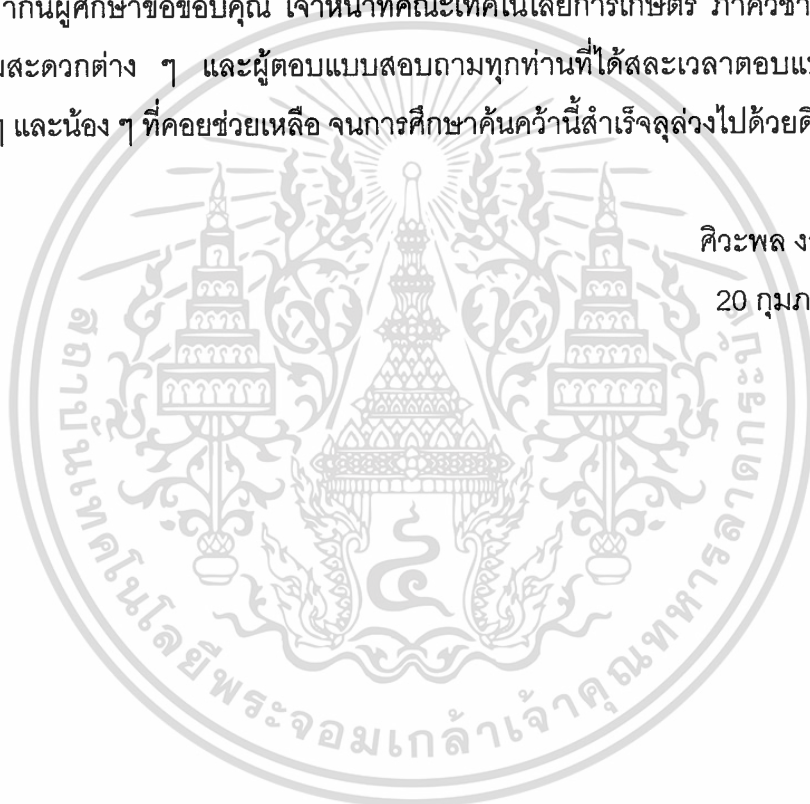 ากนี้ผู้ศึกษาขอขอบคุณ เจ้าหน้าที่คณะเทคโนโลยีการเกษตร ภาควิชา
มสะดวกต่าง ๆ และผู้ตอบแบบสอบถามทุกท่านที่ได้สละเวลาตอบแบ
ๆ และน้อง ๆ ที่คอยช่วยเหลือ จนการศึกษาค้นคว้านี้สำเร็จลุล่วงไปด้วยดี
ศิวะพล ง
20 กุมภ
สถาบันเทคโนโลยีพระจอมเกล้าเจ้าคุณทหารลาดกระบัง